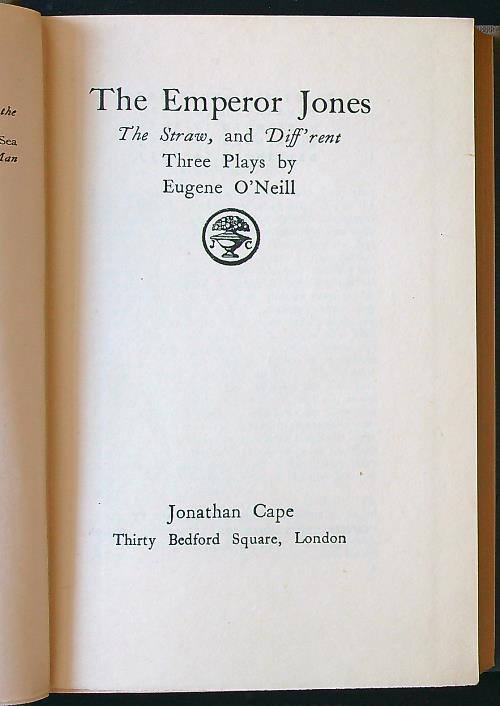 the
Sea
Man
The Emperor Jones
The Straw, and Diff'rent
Three Plays by
Eugene O'Neill
J C
Jonathan Cape
Thirty Bedford Square, London